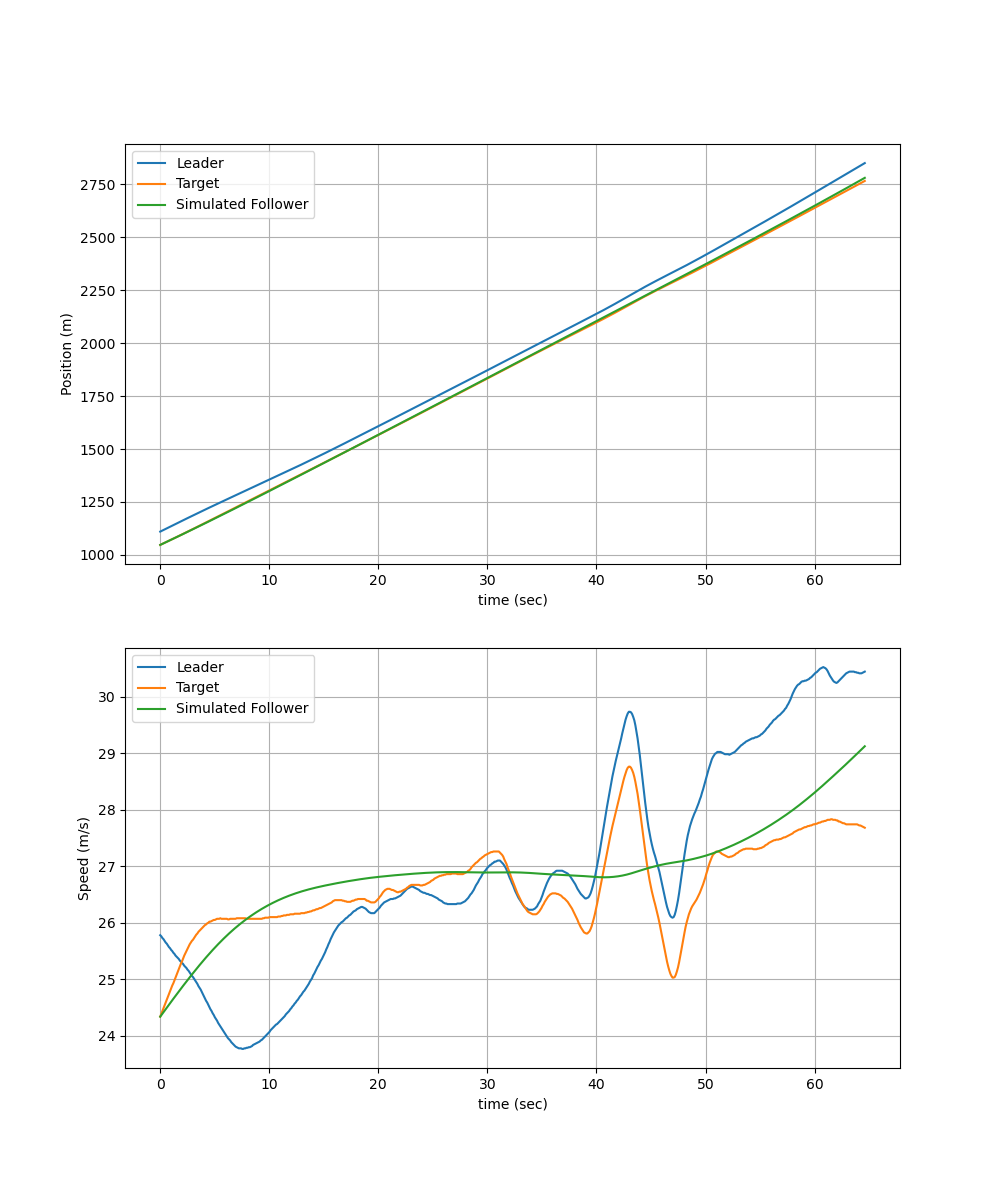 Leader
Target
Simulated Follower
2750
2500
2250
2000
1750
1500
1250
1000
Position (m)
0 10 20 30 40 50 60
time (sec)
Leader
Target
Simulated Follower
30
29
28
27
26
25
24
Speed (m/s)
0 10 20 30 40 50 60
time (sec)